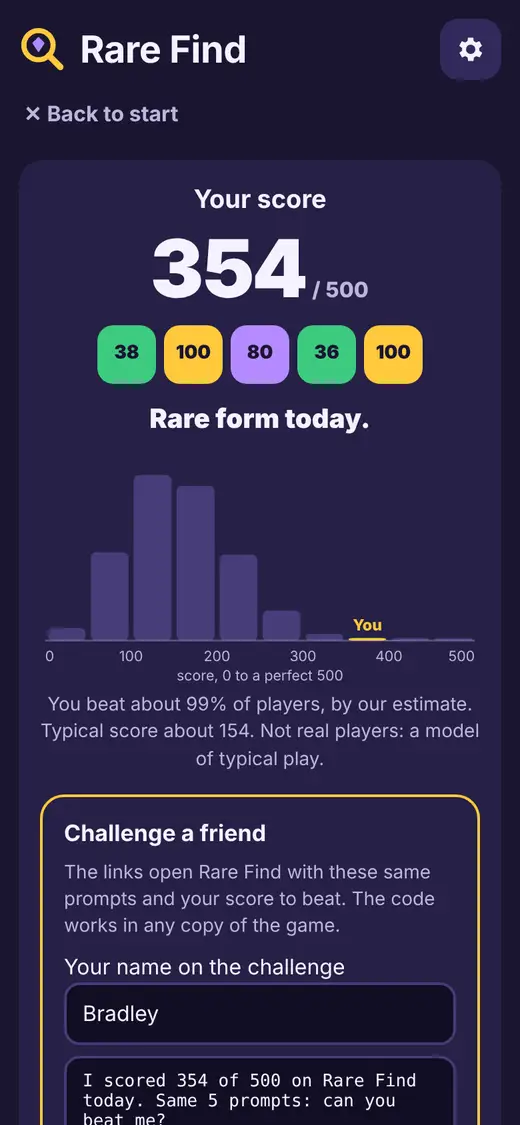 Rare Find
✕ Back to start
Your score
354 / 500
38 100 80 36 100
Rare form today.
You
0 100 200 300 400 500
score, 0 to a perfect 500
You beat about 99% of players, by our estimate.
Typical score about 154. Not real players: a model
of typical play.
Challenge a friend
The links open Rare Find with these same
prompts and your score to beat. The code
works in any copy of the game.
Your name on the challenge
Bradley
I scored 354 of 500 on Rare Find
today. Same 5 prompts: can you
beat me?